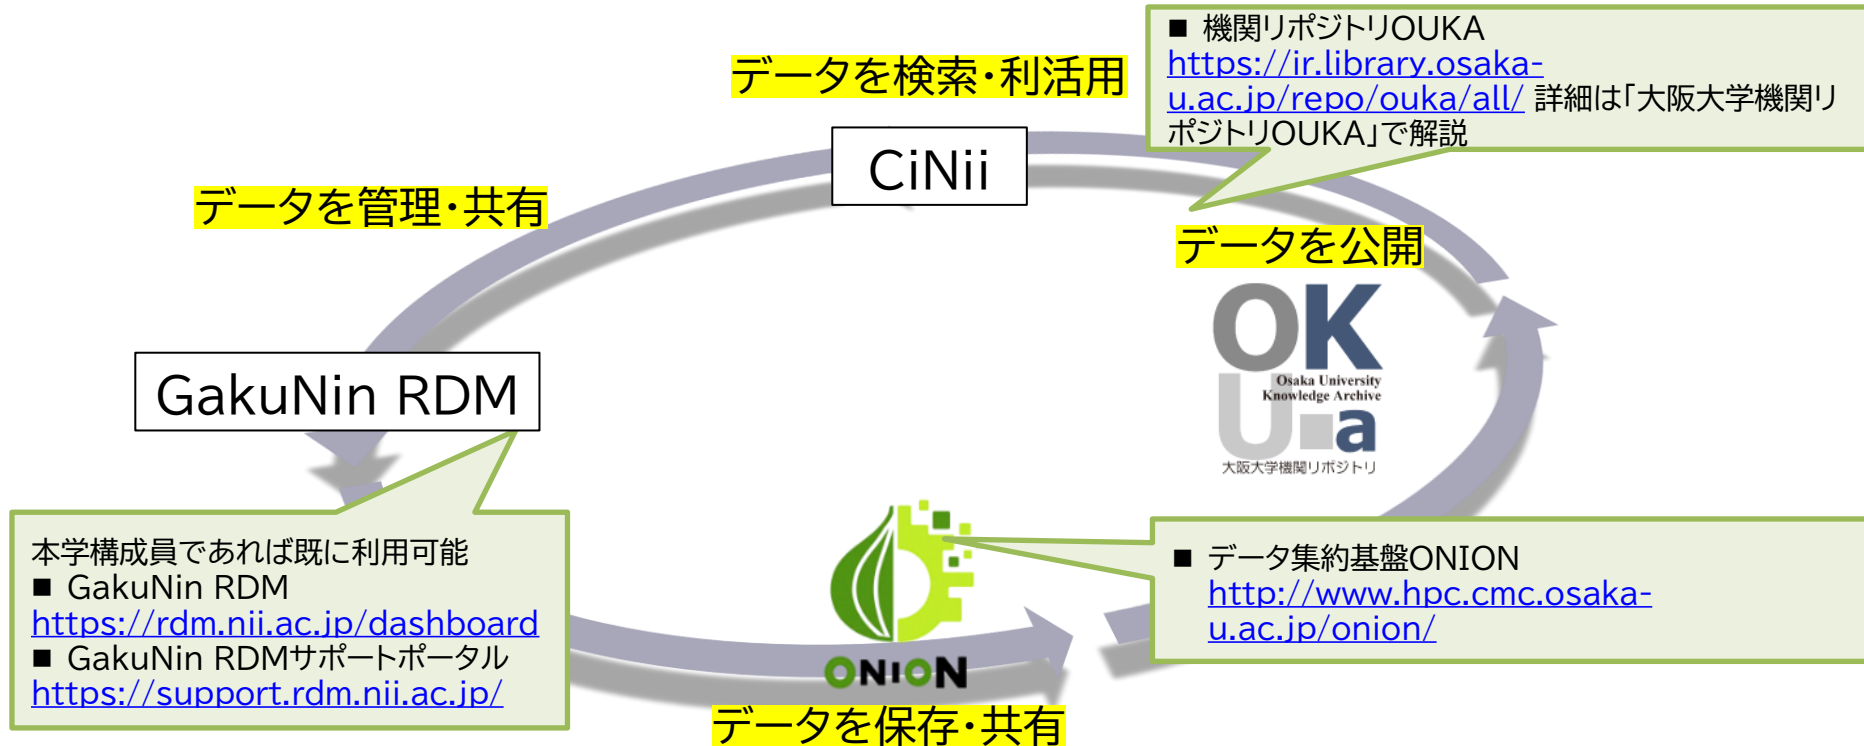 データを検索・利活用
■ 機関リポジトリOUKA
https://ir.library.osaka-
u.ac.jp/repo/ouka/all/ 詳細は「大阪大学機関リ
ポジトリOUKA」で解説
CiNii
データを管理・共有
データを公開
OK
Osaka University
Knowledge Archive
U a
大阪大学機関リポジトリ
GakuNin RDM
本学構成員であれば既に利用可能
■ GakuNin RDM
https://rdm.nii.ac.jp/dashboard
■ GakuNin RDMサポートポータル
https://support.rdm.nii.ac.jp/
■ データ集約基盤ONION
http://www.hpc.cmc.osaka-
u.ac.jp/onion/
ONION
データを保存・共有